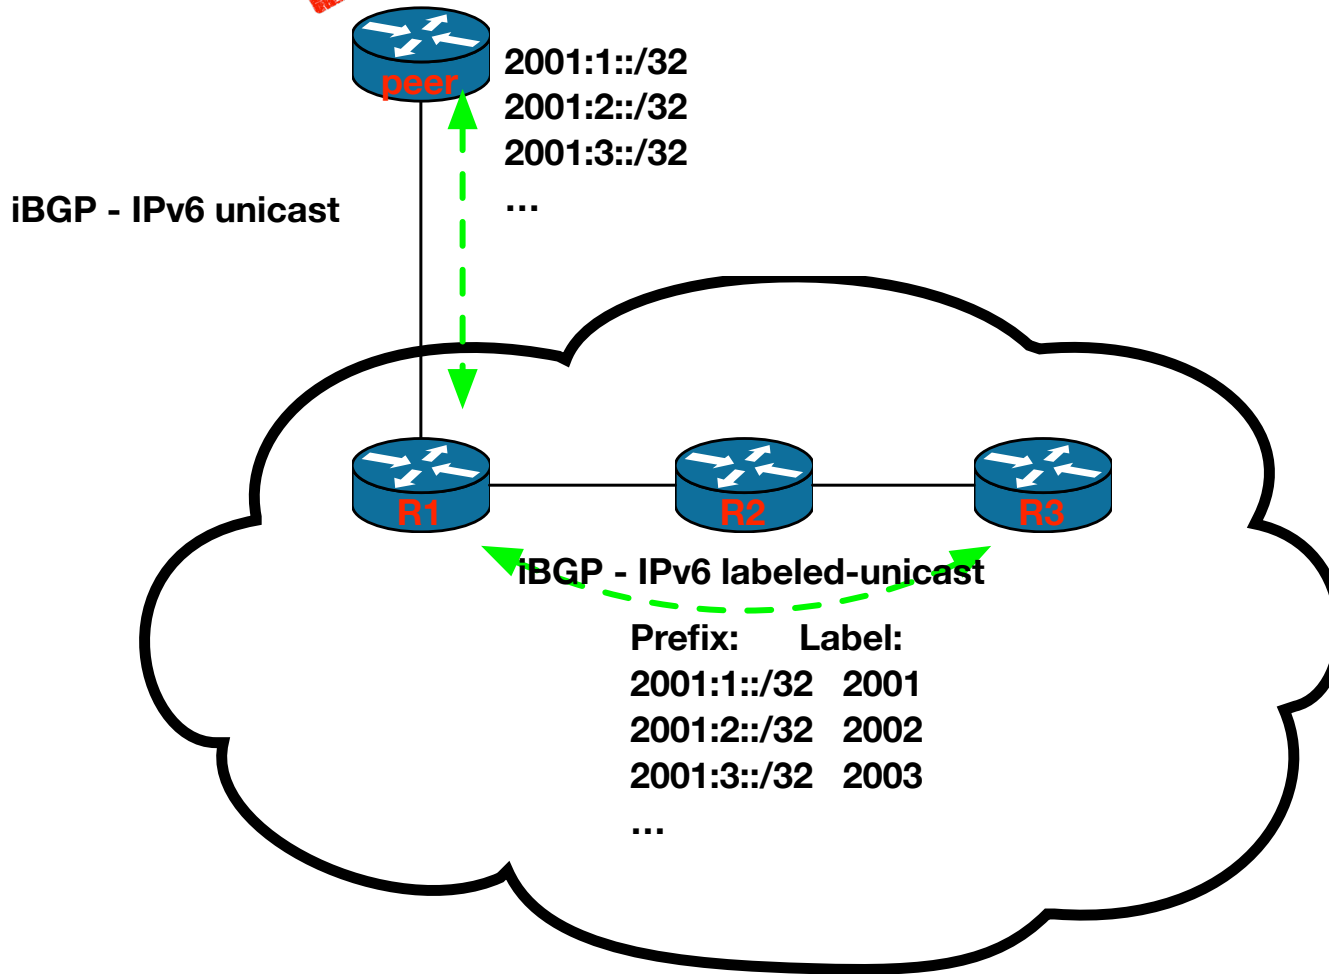 peer
2001:1::/32
2001:2::/32
2001:3::/32
...
iBGP - IPv6 unicast
R1
R2
R3
iBGP - IPv6 labeled-unicast
Prefix: Label:
2001:1::/32 2001
2001:2::/32 2002
2001:3::/32 2003
...